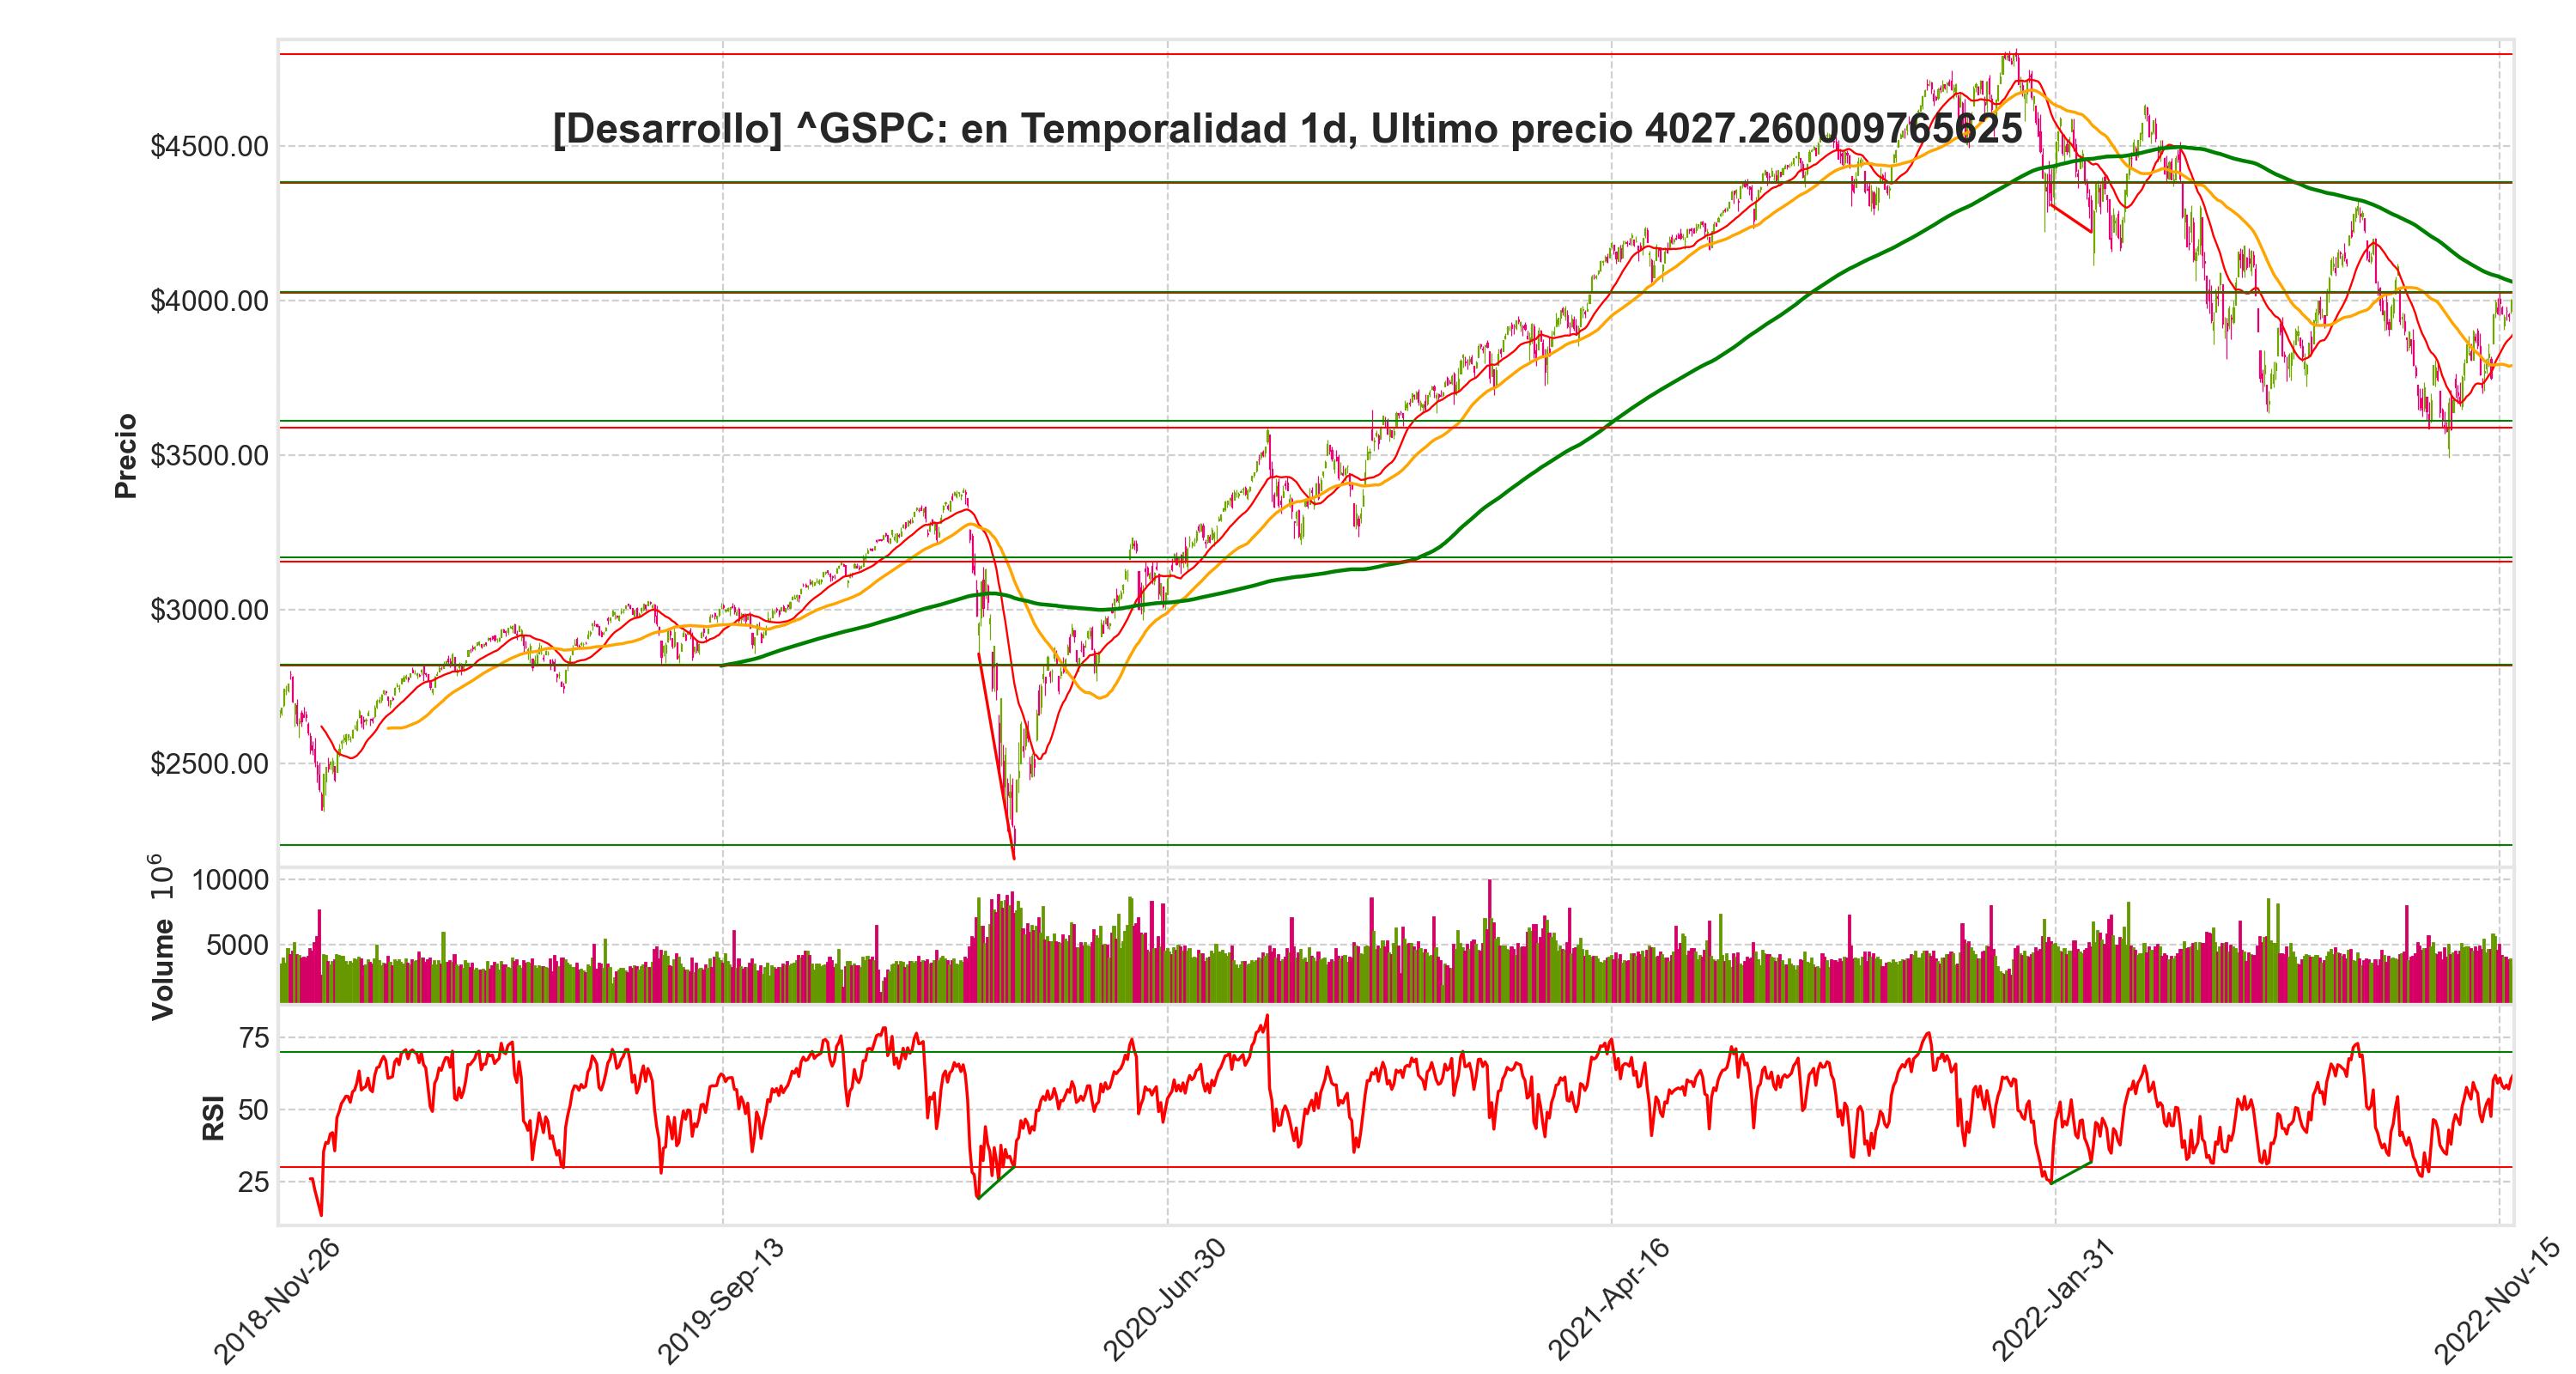 [Desarrollo] ^GSPC: en Temporalidad 1d, Ultimo precio 4027.260009765625
$4500.00
$4000.00
$3500.00
$3000.00
$2500.00
Precio
10000
5000
Volume 10^6
75
50
25
RSI
2018-Nov-26
2019-Sep-13
2020-Jun-30
2021-Apr-16
2022-Jan-31
2022-Nov-15